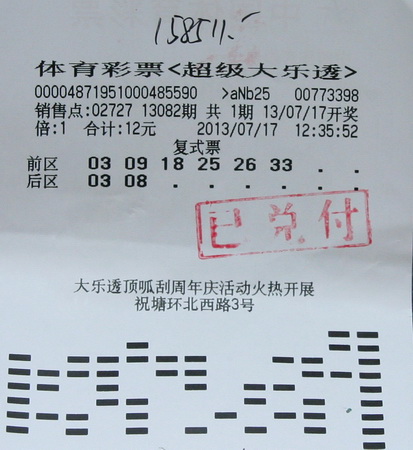 158511.
体育彩票<超级大乐透>
00004871951000485590 >aNb25 00773398
销售点:02727 13082期 共 1期 13/07/17开奖
倍:1 合计:12元 2013/07/17 12:35:52
复式票
前区 03 09 18 25 26 33 . .
后区 03 08 . . . . . .
已兑付
大乐透顶呱刮周年庆活动火热开展
祝塘环北西路3号